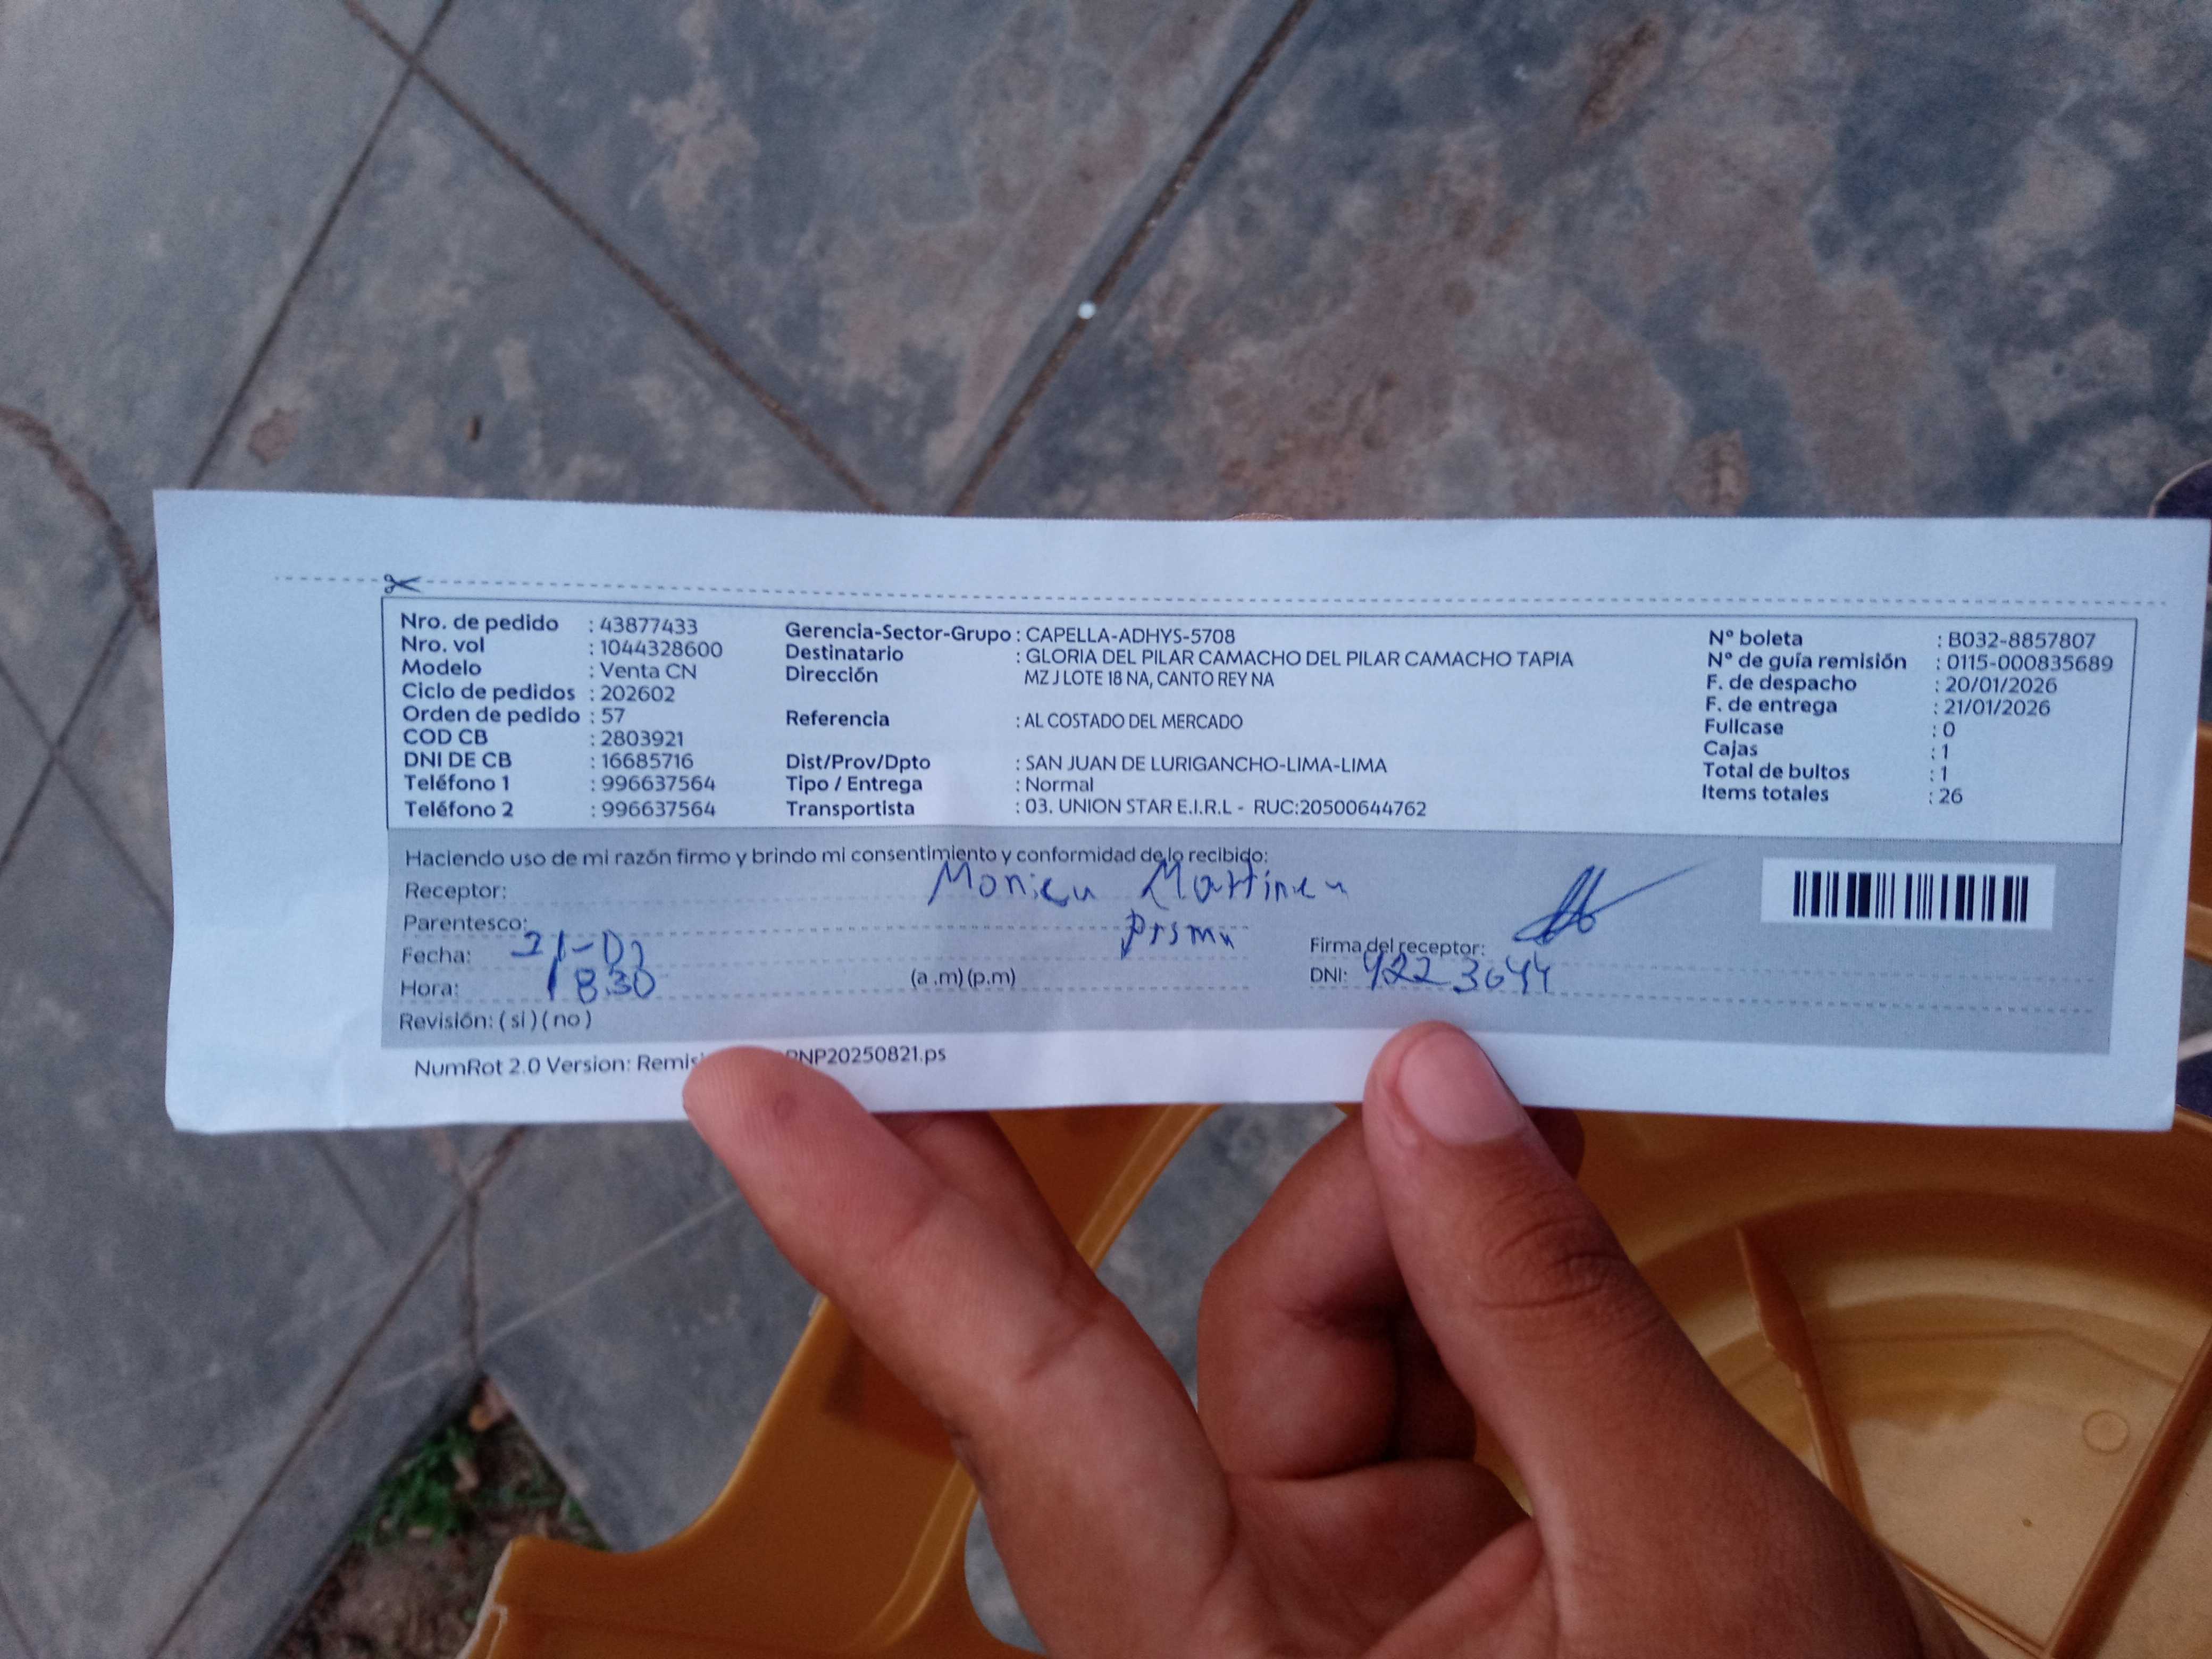 Nro. de pedido : 43877433
Nro. vol : 1044328600
Modelo : Venta CN
Ciclo de pedidos : 202602
Orden de pedido : 57
COD CB : 2803921
DNI DE CB : 16685716
Teléfono 1 : 996637564
Teléfono 2 : 996637564
Gerencia-Sector-Grupo : CAPELLA-ADHYS-5708
Destinatario : GLORIA DEL PILAR CAMACHO DEL PILAR CAMACHO TAPIA
Dirección MZ J LOTE 18 NA, CANTO REY NA
Referencia : AL COSTADO DEL MERCADO
Dist/Prov/Dpto : SAN JUAN DE LURIGANCHO-LIMA-LIMA
Tipo / Entrega : Normal
Transportista : 03. UNION STAR E.I.R.L - RUC:20500644762
Nº boleta : B032-8857807
Nº de guía remisión : 0115-000835689
F. de despacho : 20/01/2026
F. de entrega : 21/01/2026
Fullcase : 0
Cajas : 1
Total de bultos : 1
Items totales : 26
Haciendo uso de mi razón firmo y brindo mi consentimiento y conformidad de lo recibido:
Receptor: Monica
Parentesco:
Fecha:
Hora: 1830 (a .m) (p.m)
Revisión: ( si ) ( no )
Firma del receptor:
DNI:
NumRot 2.0 Version: